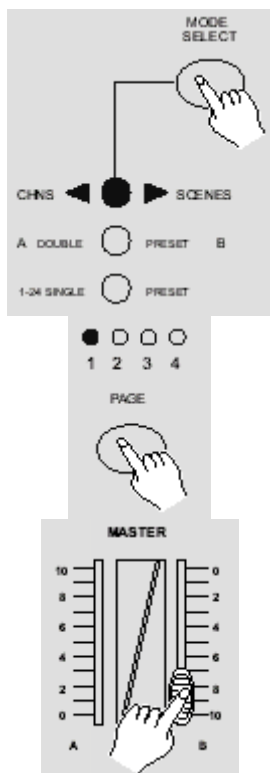 MODE
SELECT
CHNS SCENES
A DOUBLE PRESET B
1-24 SINGLE PRESET
1 2 3 4
PAGE
MASTER
10 0
8 2
6 4
4 6
2 8
0 10
A B